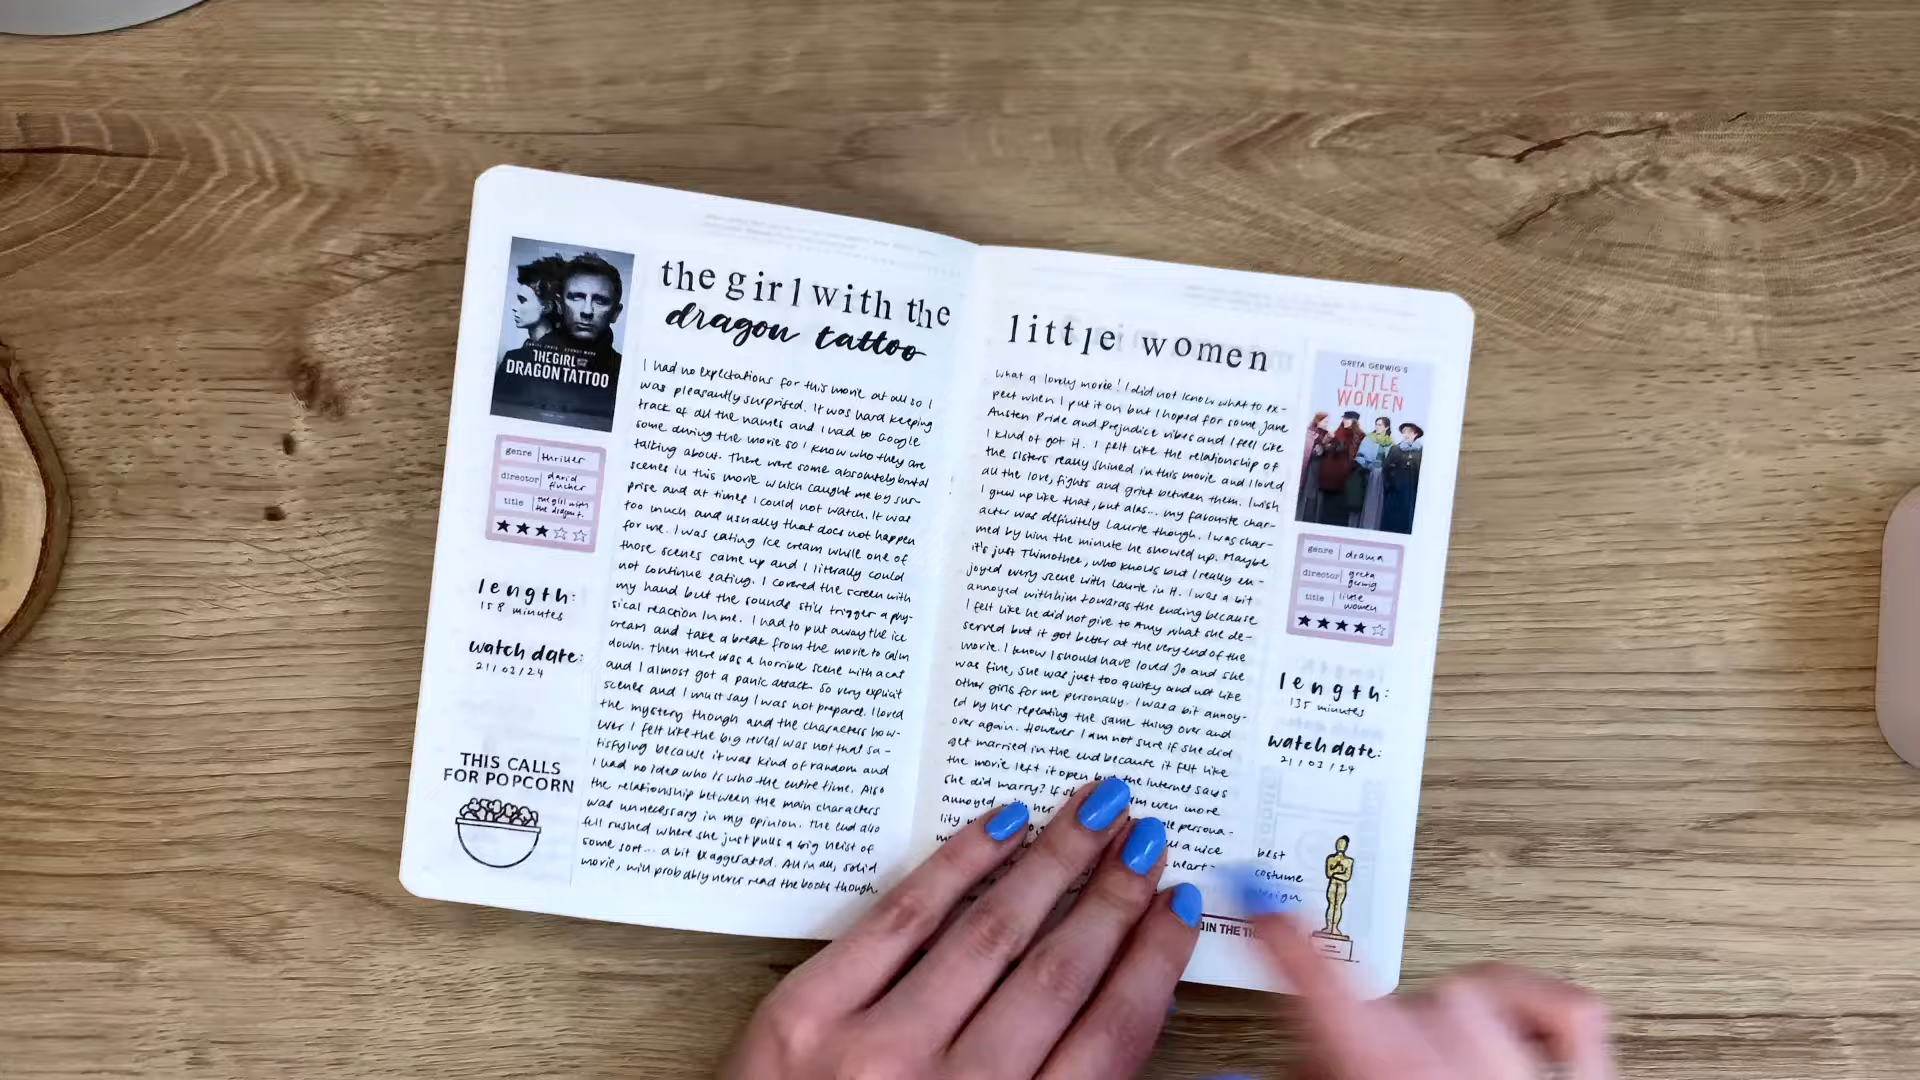 DANIEL CRAIG ROONEY MARA
THE GIRL WITH THE
DRAGON TATTOO
genre thriller
director david
fincher
title the girl with
the dragon t.
length:
158 minutes
watch date:
21/03/24
THIS CALLS
FOR POPCORN
the girl with the
dragon tattoo
I had no expectations for this movie at all so I
was pleasantly surprised. It was hard keeping
track of all the names and I had to Google
some during the movie so I know who they are
talking about. There were some absolutely brutal
scenes in this movie which caught me by sur-
prise and at times I could not watch. It was
too much and usually that does not happen
for me. I was eating ice cream while one of
those scenes came up and I literally could
not continue eating. I covered the screen with
my hand but the sounds still trigger a phy-
sical reaction in me. I had to put away the ice
cream and take a break from the movie to calm
down. Then there was a horrible scene with a cat
and I almost got a panic attack. So very explicit
scenes and I must say I was not prepared. I loved
the mystery though and the characters how-
ever I felt like the big reveal was not that sa-
tisfying because it was kind of random and
I had no idea who is who the entire time. Also
the relationship between the main characters
was unnecessary in my opinion. The end also
felt rushed where she just pulls a big heist of
some sort... a bit exaggerated. All in all, solid
movie, will probably never read the books though.
little women
What a lovely movie! I did not know what to ex-
pect when I put it on but I hoped for some Jane
Austen Pride and Prejudice vibes and I feel like
I kind of got it. I felt like the relationship of
the sisters really shined in this movie and I loved
all the love, fights and grief between them. I wish
I grew up like that, but alas... my favourite char-
acter was definitely Laurie though. I was char-
med by him the minute he showed up. Maybe
it's just Thimothee, who knows but I really en-
joyed every scene with Laurie in it. I was a bit
annoyed with him towards the ending because
I felt like he did not give to Amy what she de-
served but it got better at the very end of the
movie. I know I should have loved Jo and she
was fine, she was just too quirky and not like
other girls for me personally. I was a bit annoy-
ed by her repeating the same thing over and
over again. However I am not sure if she did
get married in the end because it felt like
the movie left it open but the internet says
she did marry? If am even more
annoyed her persona-
lity
a nice
heart-
GRETA GERWIG'S
LITTLE
WOMEN
genre drama
director greta
gerwig
title little
women
length:
135 minutes
watch date:
21/03/24
best
costume
IN THE